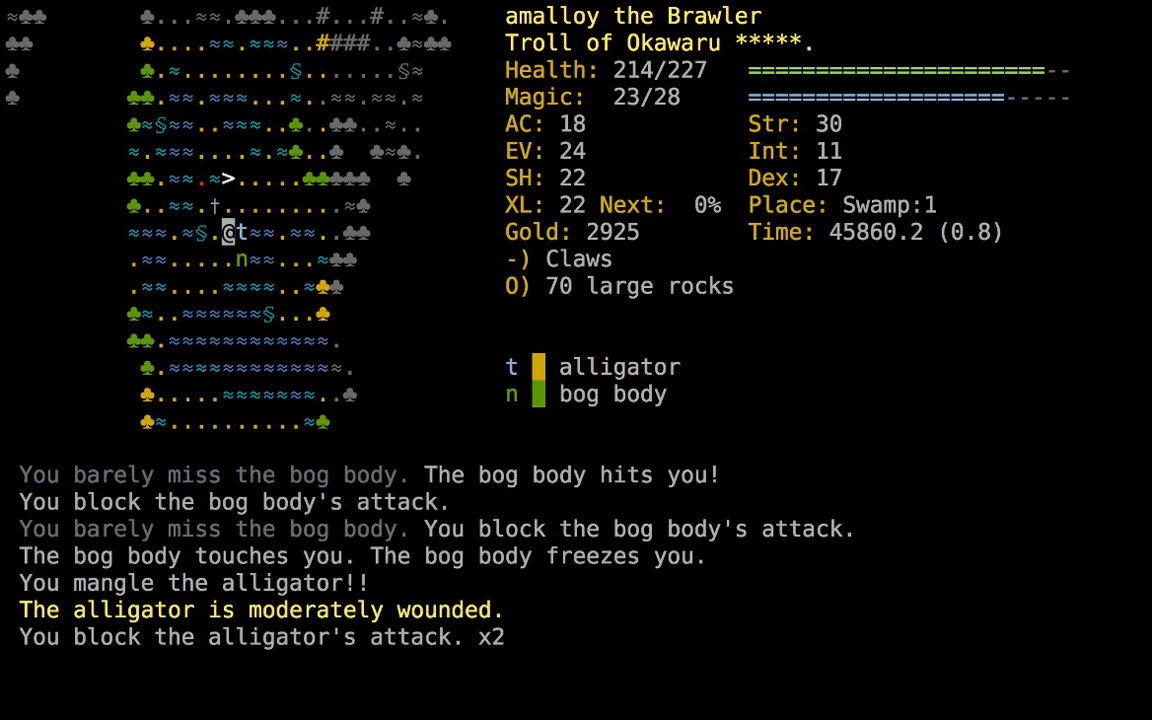 amalloy the Brawler
Troll of Okawaru *****.
Health: 214/227 ======================--
Magic:  23/28 ===================-----
AC: 18 Str: 30
EV: 24 Int: 11
SH: 22 Dex: 17
XL: 22 Next:  0% Place: Swamp:1
Gold: 2925 Time: 45860.2 (0.8)
-) Claws
O) 70 large rocks
t alligator
n bog body
You barely miss the bog body. The bog body hits you!
You block the bog body's attack.
You barely miss the bog body. You block the bog body's attack.
The bog body touches you. The bog body freezes you.
You mangle the alligator!!
The alligator is moderately wounded.
You block the alligator's attack. x2